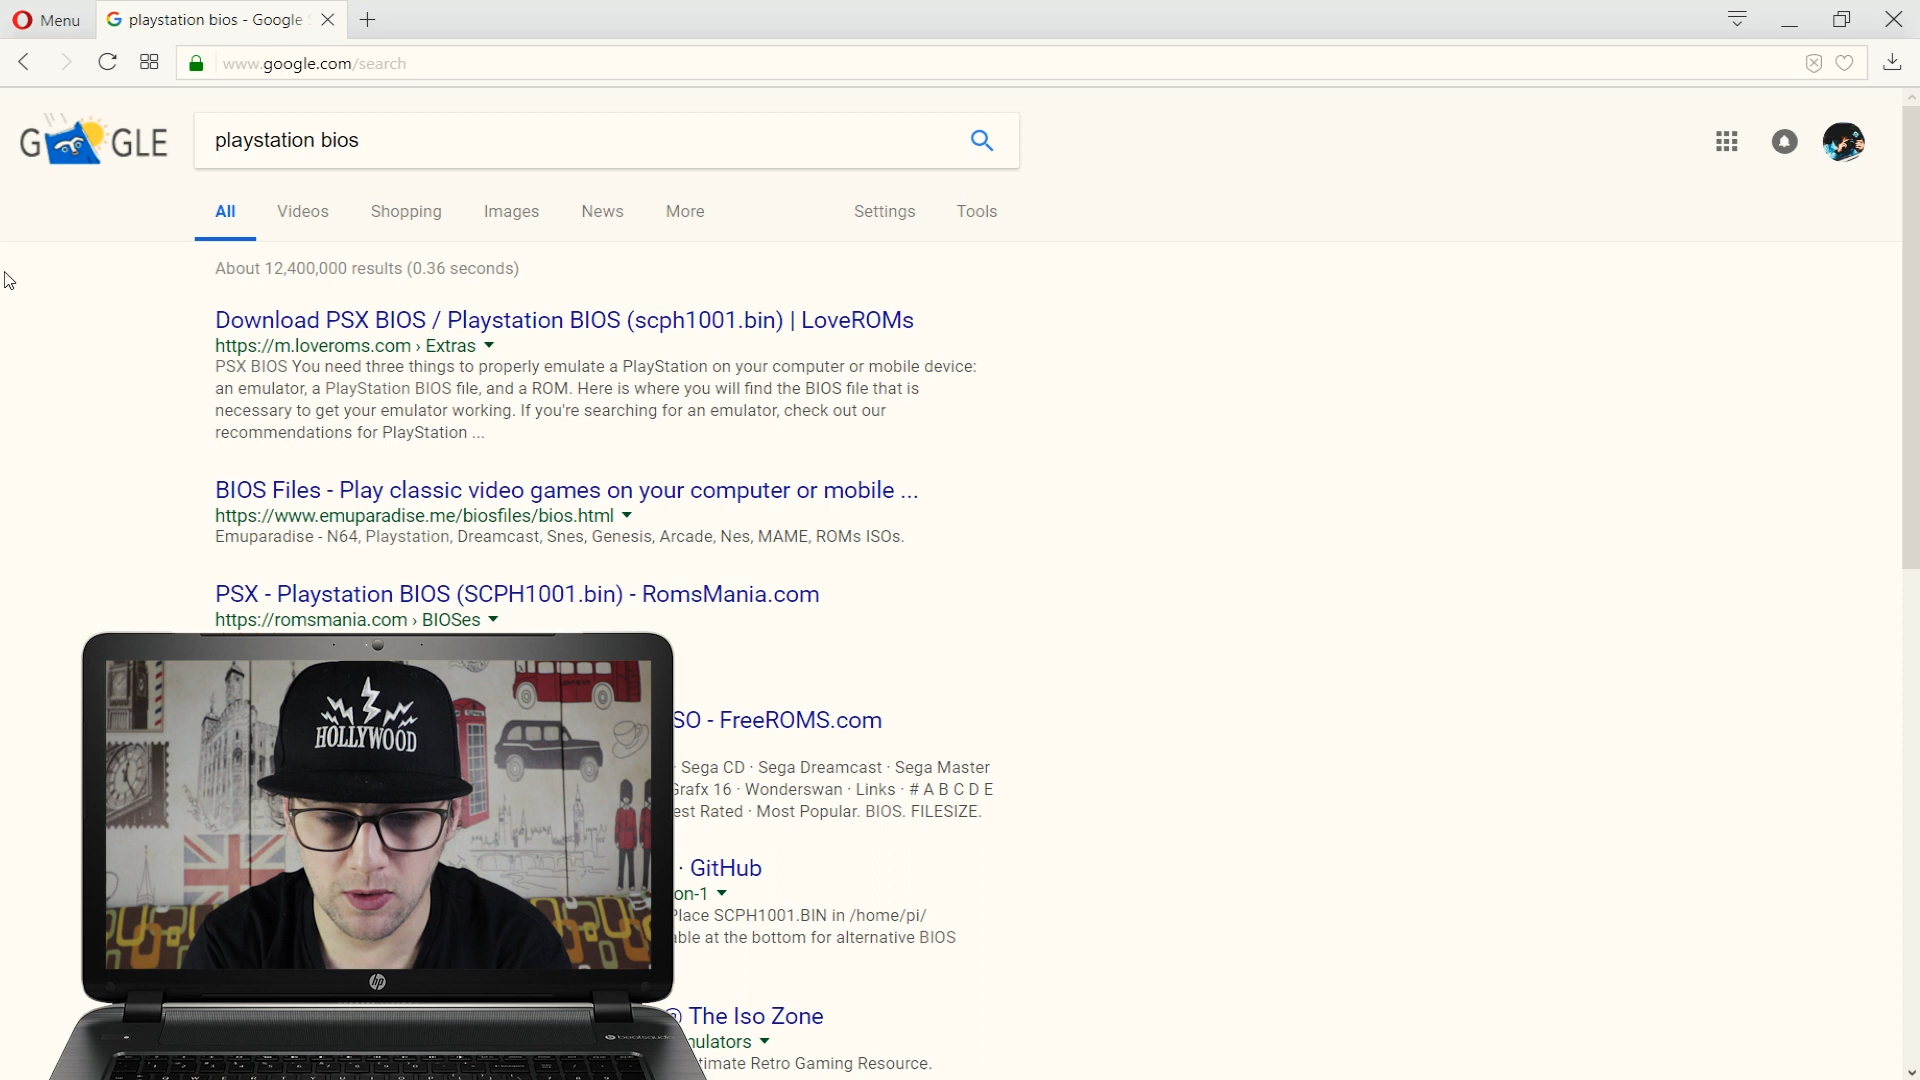 Menu
playstation bios - Google
www.google.com/search
G GLE
playstation bios
All Videos Shopping Images News More Settings Tools
About 12,400,000 results (0.36 seconds)
Download PSX BIOS / Playstation BIOS (scph1001.bin) | LoveROMs
https://m.loveroms.com › Extras
PSX BIOS You need three things to properly emulate a PlayStation on your computer or mobile device:
an emulator, a PlayStation BIOS file, and a ROM. Here is where you will find the BIOS file that is
necessary to get your emulator working. If you're searching for an emulator, check out our
recommendations for PlayStation ...
BIOS Files - Play classic video games on your computer or mobile ...
https://www.emuparadise.me/biosfiles/bios.html
Emuparadise - N64, Playstation, Dreamcast, Snes, Genesis, Arcade, Nes, MAME, ROMs ISOs.
PSX - Playstation BIOS (SCPH1001.bin) - RomsMania.com
https://romsmania.com › BIOSes
SO - FreeROMS.com
· Sega CD · Sega Dreamcast · Sega Master
Grafx 16 · Wonderswan · Links · # A B C D E
est Rated · Most Popular. BIOS. FILESIZE.
· GitHub
on-1
Place SCPH1001.BIN in /home/pi/
able at the bottom for alternative BIOS
@ The Iso Zone
mulators
timate Retro Gaming Resource.
HOLLYWOOD
hp
beatsaudio